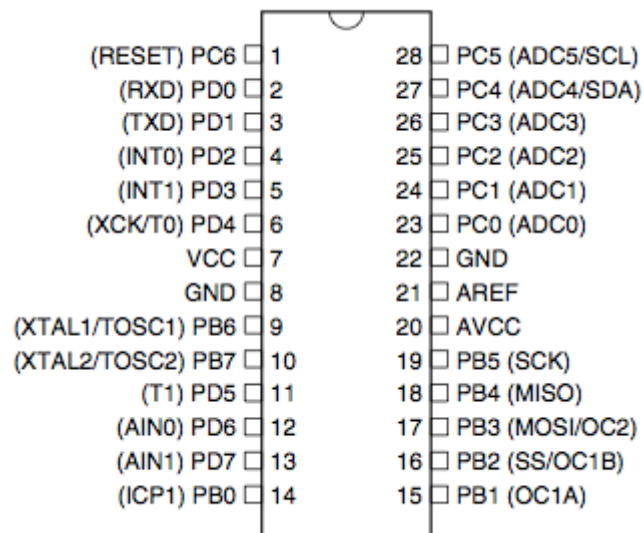 (RESET) PC6 1 28 PC5 (ADC5/SCL)
(RXD) PD0 2 27 PC4 (ADC4/SDA)
(TXD) PD1 3 26 PC3 (ADC3)
(INT0) PD2 4 25 PC2 (ADC2)
(INT1) PD3 5 24 PC1 (ADC1)
(XCK/T0) PD4 6 23 PC0 (ADC0)
VCC 7 22 GND
GND 8 21 AREF
(XTAL1/TOSC1) PB6 9 20 AVCC
(XTAL2/TOSC2) PB7 10 19 PB5 (SCK)
(T1) PD5 11 18 PB4 (MISO)
(AIN0) PD6 12 17 PB3 (MOSI/OC2)
(AIN1) PD7 13 16 PB2 (SS/OC1B)
(ICP1) PB0 14 15 PB1 (OC1A)